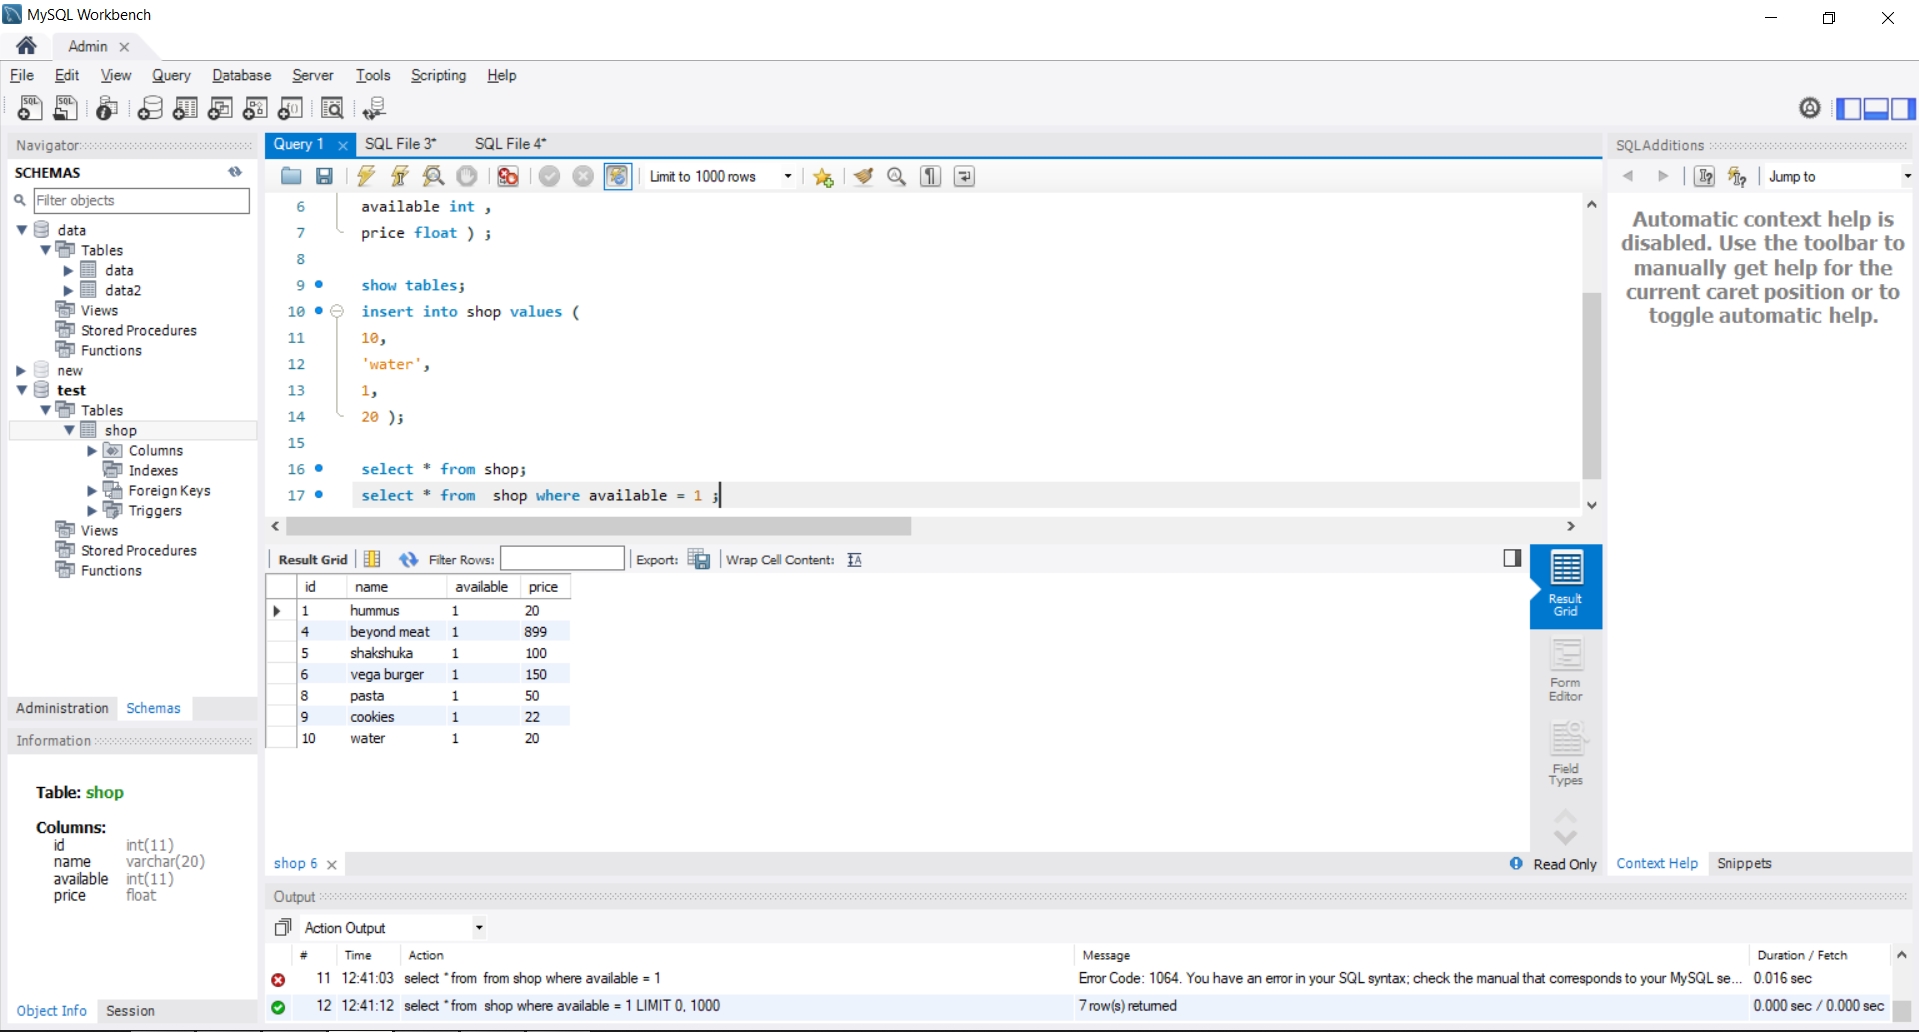 MySQL Workbench
Admin
File Edit View Query Database Server Tools Scripting Help
Navigator
SCHEMAS
Filter objects
data
Tables
data
data2
Views
Stored Procedures
Functions
new
test
Tables
shop
Columns
Indexes
Foreign Keys
Triggers
Views
Stored Procedures
Functions
Administration Schemas
Information
Table: shop
Columns:
id int(11)
name varchar(20)
available int(11)
price float
Object Info Session
Query 1 SQL File 3* SQL File 4*
Limit to 1000 rows
6 available int ,
7 price float ) ;
8
9 show tables;
10 insert into shop values (
11 10,
12 'water',
13 1,
14 20 );
15
16 select * from shop;
17 select * from  shop where available = 1 ;
Result Grid Filter Rows: Export: Wrap Cell Content:
id name available price
1 hummus 1 20
4 beyond meat 1 899
5 shakshuka 1 100
6 vega burger 1 150
8 pasta 1 50
9 cookies 1 22
10 water 1 20
Result
Grid
Form
Editor
Field
Types
shop 6 Read Only
SQLAdditions
Jump to
Automatic context help is
disabled. Use the toolbar to
manually get help for the
current caret position or to
toggle automatic help.
Context Help Snippets
Output
Action Output
# Time Action Message Duration / Fetch
11 12:41:03 select * from from shop where available = 1 Error Code: 1064. You have an error in your SQL syntax; check the manual that corresponds to your MySQL se... 0.016 sec
12 12:41:12 select * from  shop where available = 1 LIMIT 0, 1000 7 row(s) returned 0.000 sec / 0.000 sec